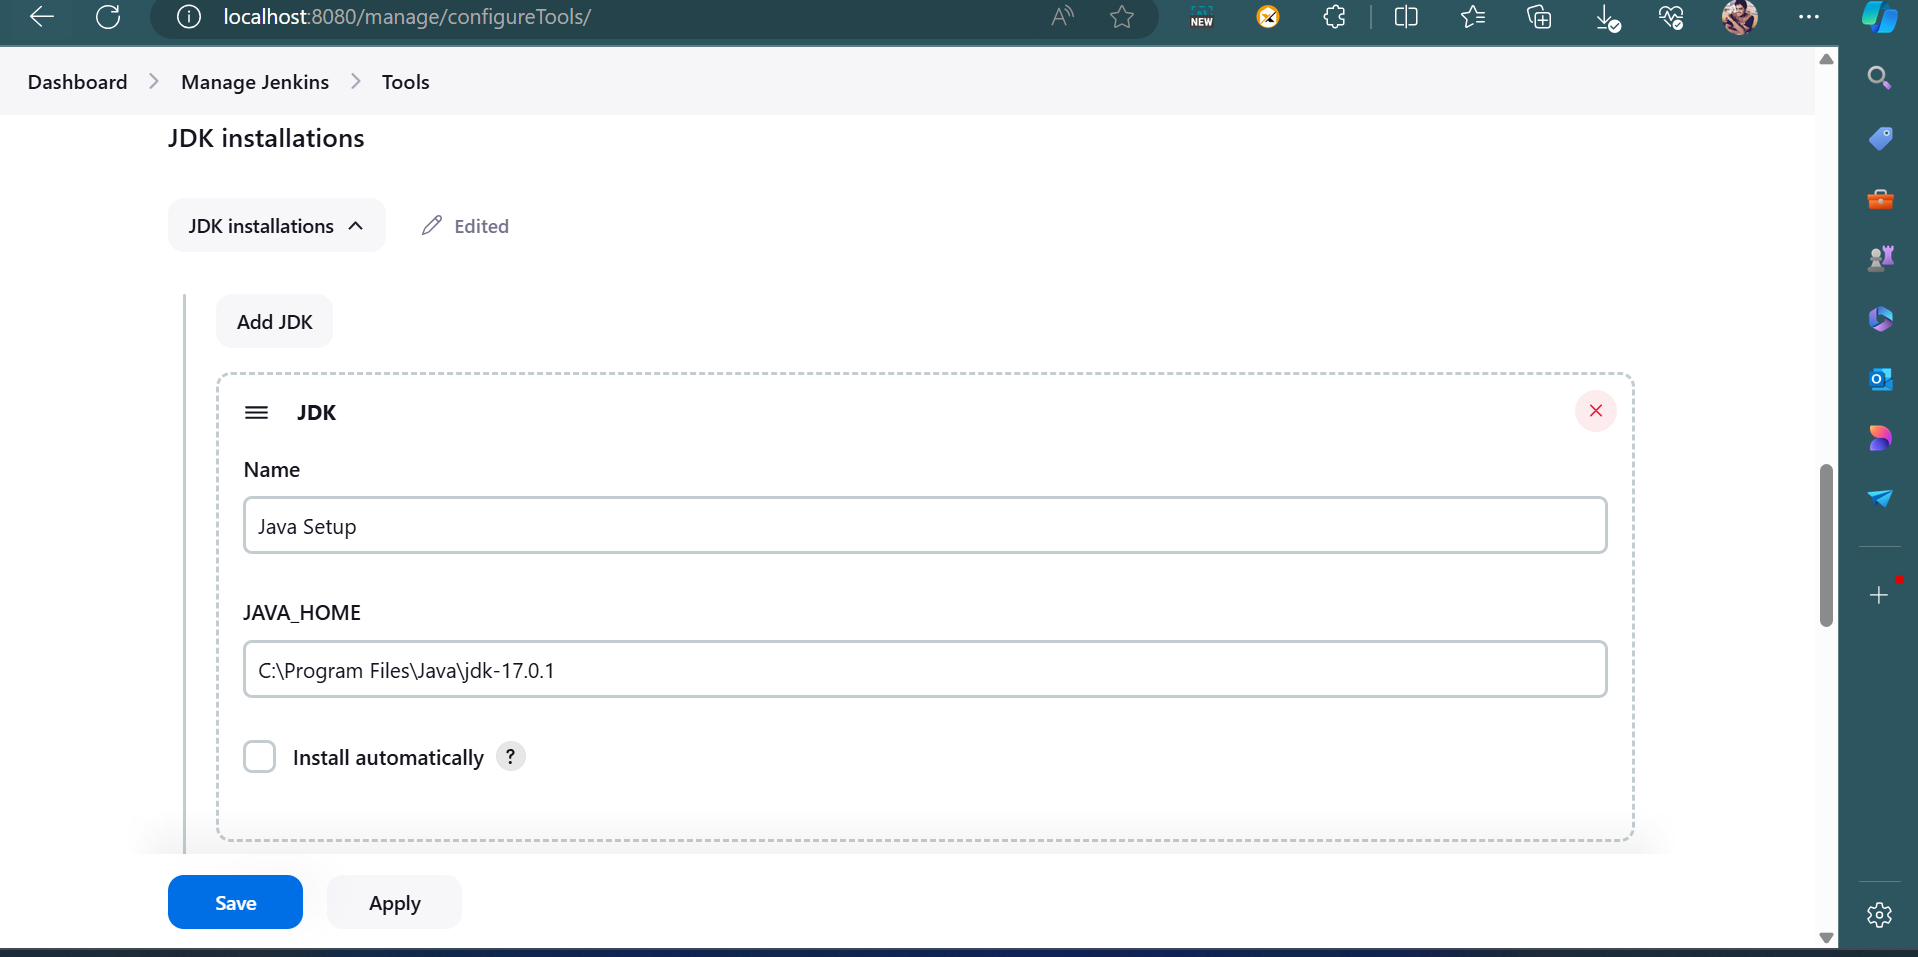 localhost:8080/manage/configureTools/
NEW
Dashboard > Manage Jenkins > Tools
JDK installations
JDK installations Edited
Add JDK
JDK
Name
Java Setup
JAVA_HOME
C:\Program Files\Java\jdk-17.0.1
Install automatically ?
Save Apply